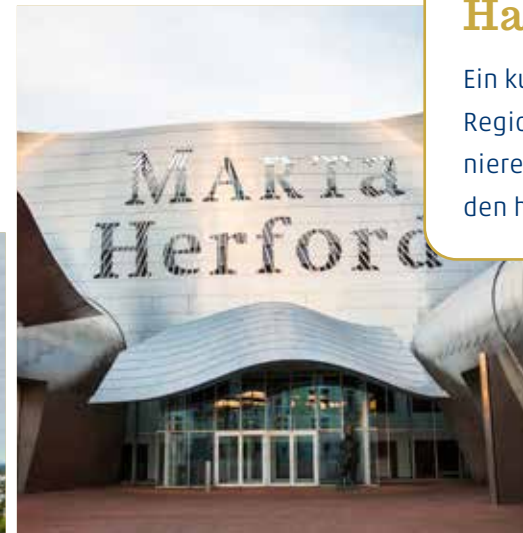 Ha
Ein ku
Regio
niere
den h
MARTa
Herford